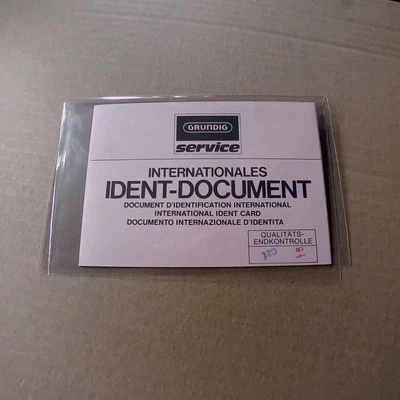 GRUNDIG
service
INTERNATIONALES
IDENT-DOCUMENT
DOCUMENT D'IDENTIFICATION INTERNATIONAL
INTERNATIONAL IDENT CARD
DOCUMENTO INTERNAZIONALE D'IDENTITA
QUALITÄTS-
ENDKONTROLLE